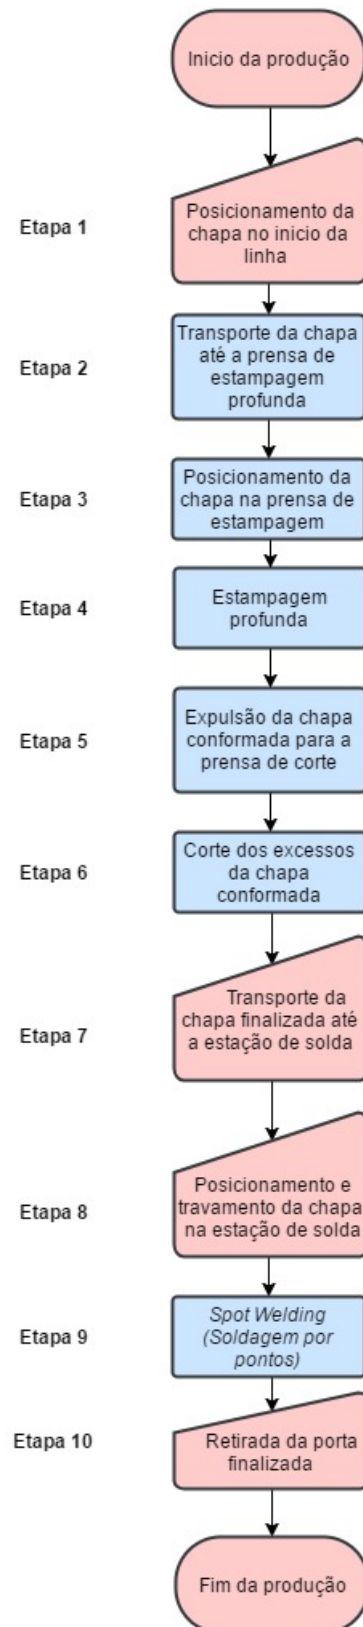 Inicio da produção
Etapa 1
Posicionamento da
chapa no inicio da
linha
Etapa 2
Transporte da chapa
até a prensa de
estampagem
profunda
Etapa 3
Posicionamento da
chapa na prensa de
estampagem
Etapa 4
Estampagem
profunda
Etapa 5
Expulsão da chapa
conformada para a
prensa de corte
Etapa 6
Corte dos excessos
da chapa
conformada
Etapa 7
Transporte da
chapa finalizada até
a estação de solda
Etapa 8
Posicionamento e
travamento da chapa
na estação de solda
Etapa 9
Spot Welding
(Soldagem por
pontos)
Etapa 10
Retirada da porta
finalizada
Fim da produção